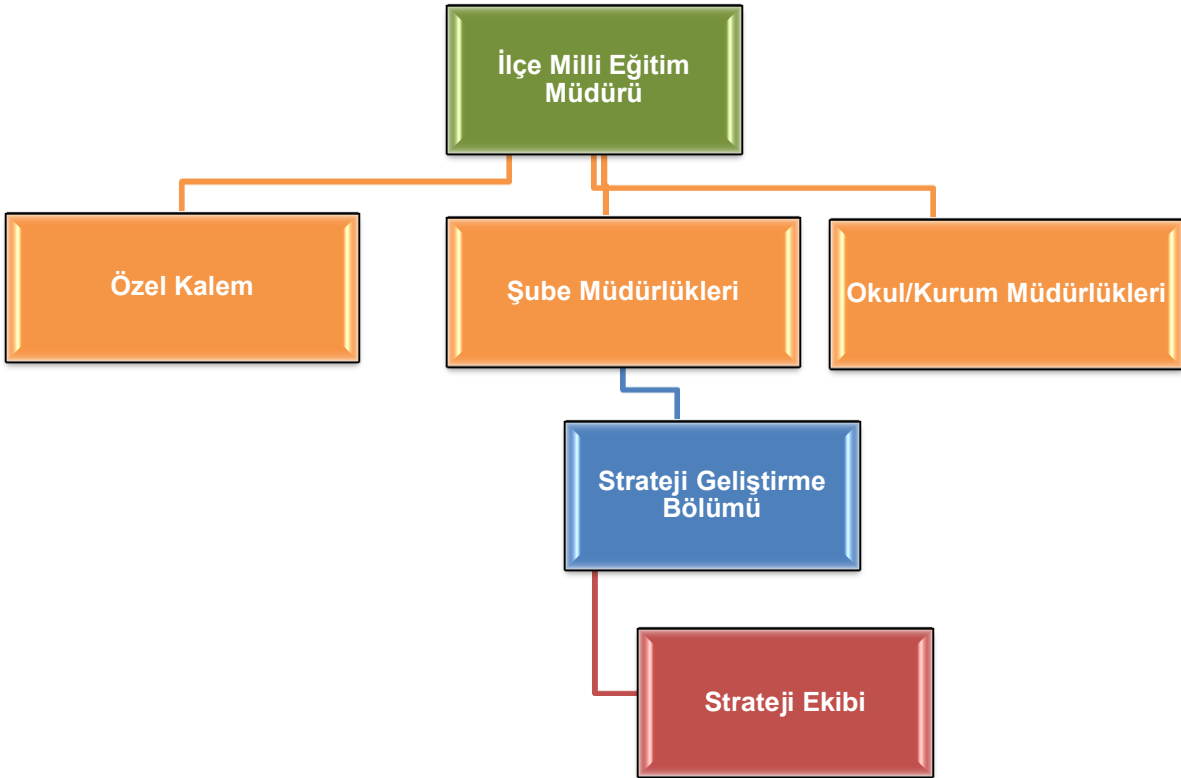 İlçe Milli Eğitim
Müdürü
Özel Kalem
Şube Müdürlükleri
Okul/Kurum Müdürlükleri
Strateji Geliştirme
Bölümü
Strateji Ekibi